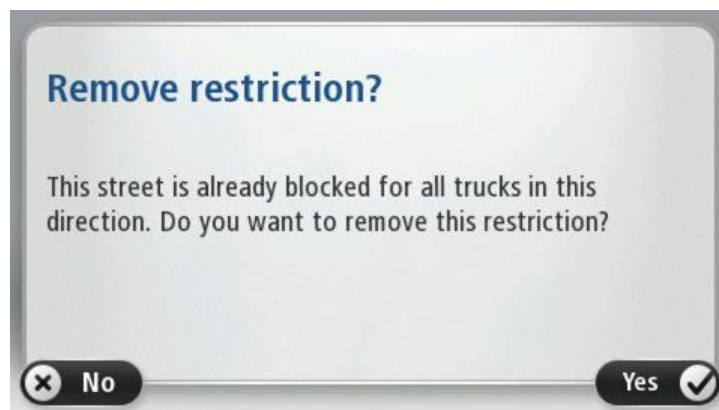 Remove restriction?
This street is already blocked for all trucks in this
direction. Do you want to remove this restriction?
No
Yes